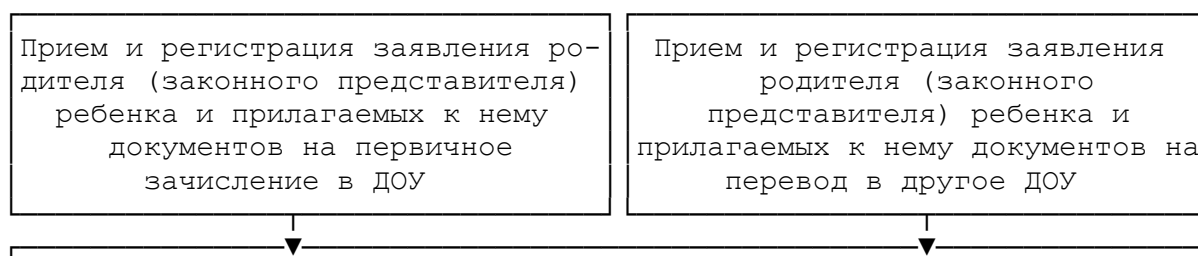 Прием и регистрация заявления ро-
дителя (законного представителя)
ребенка и прилагаемых к нему
документов на первичное
зачисление в ДОУ
Прием и регистрация заявления
родителя (законного
представителя) ребенка и
прилагаемых к нему документов на
перевод в другое ДОУ